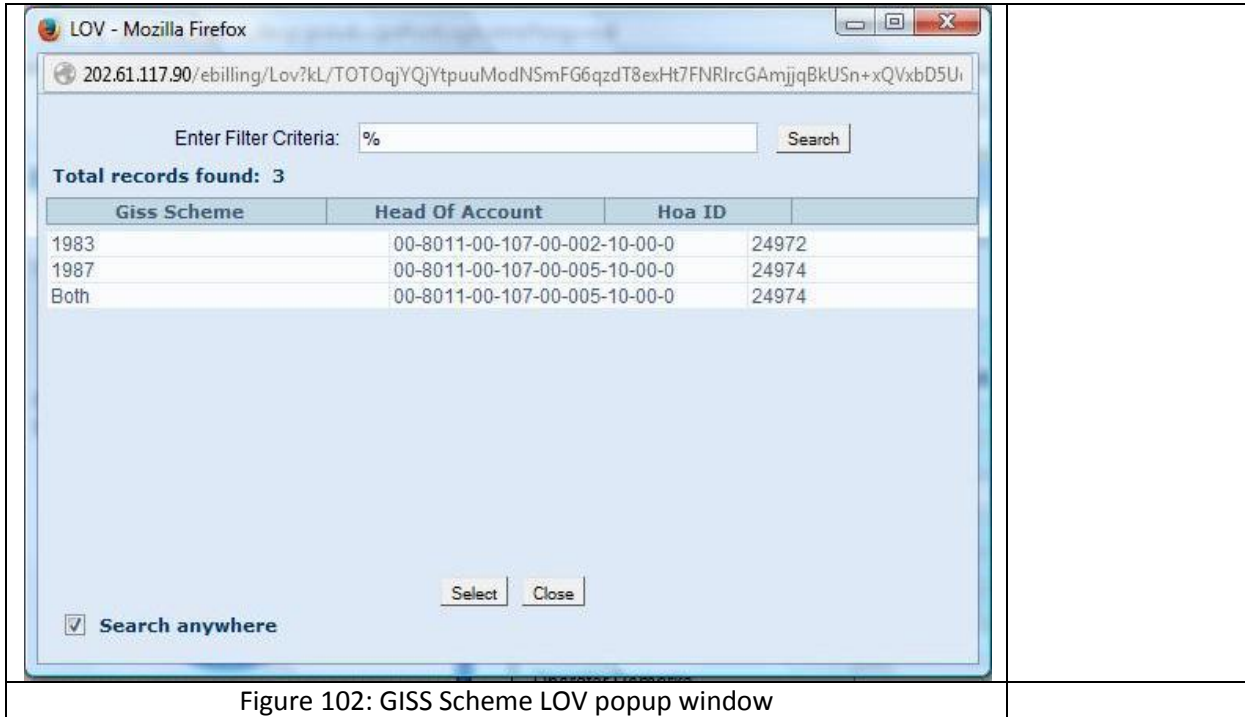 LOV - Mozilla Firefox
202.61.117.90/ebilling/Lov?kL/TOTOqjYQjYtpuuModNSmFG6qzdT8exHt7FNRIrcGAmjjqBkUSn+xQVxbD5U
Enter Filter Criteria: % Search
Total records found: 3
Giss Scheme Head Of Account Hoa ID
1983 00-8011-00-107-00-002-10-00-0 24972
1987 00-8011-00-107-00-005-10-00-0 24974
Both 00-8011-00-107-00-005-10-00-0 24974
Select Close
Search anywhere
Figure 102: GISS Scheme LOV popup window